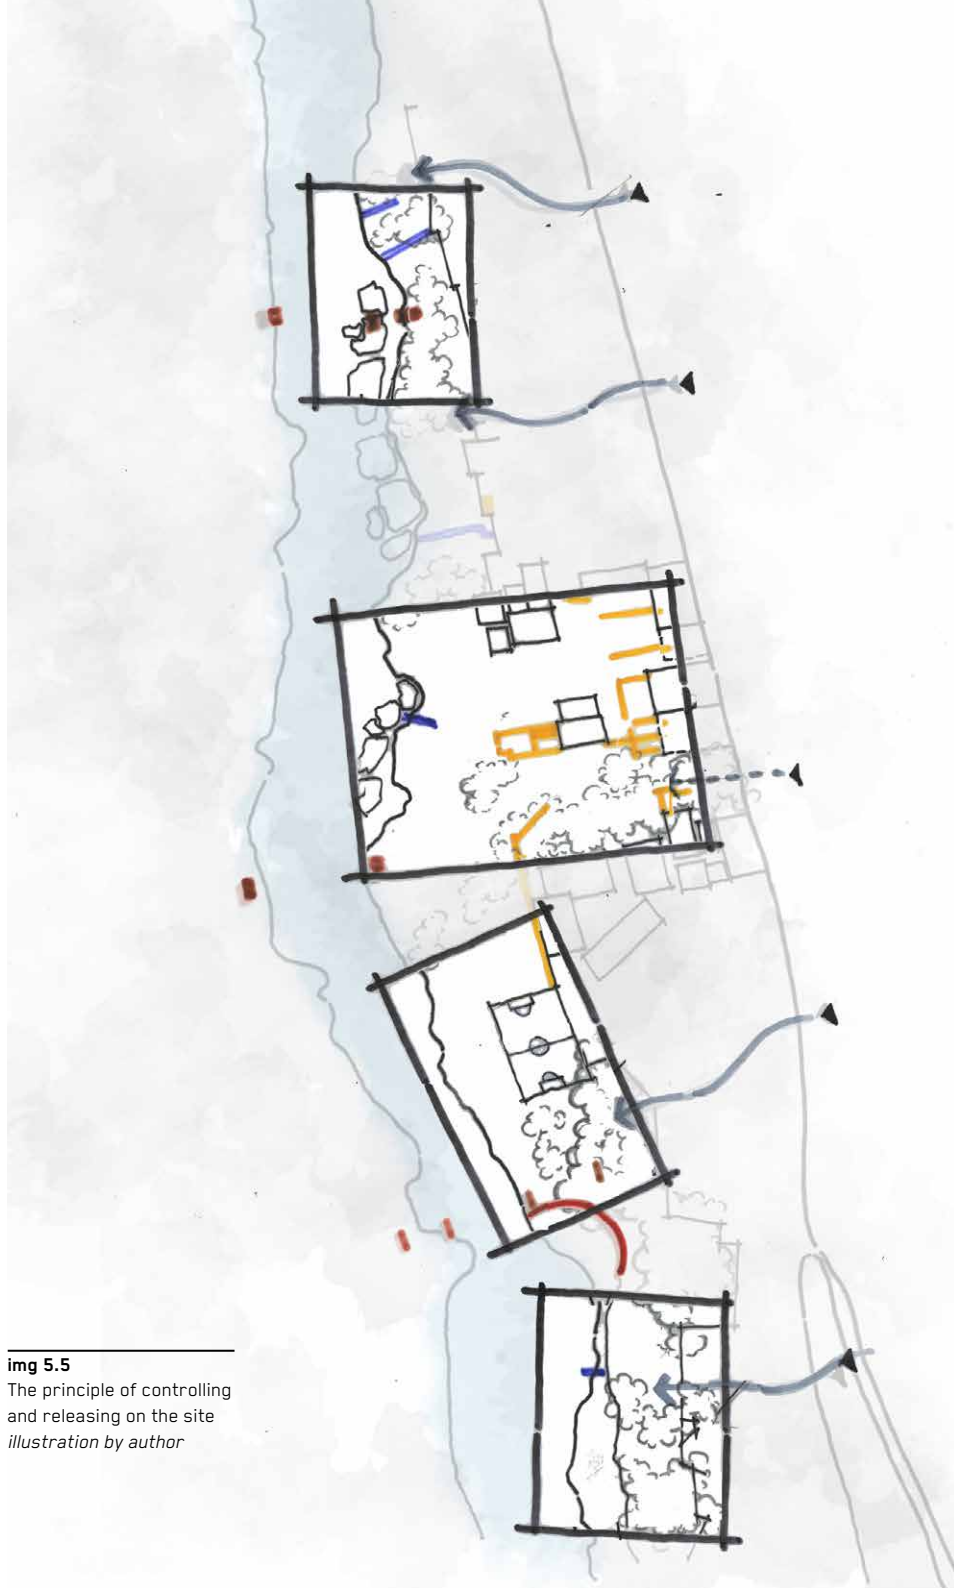 img 5.5
The principle of controlling
and releasing on the site
illustration by author